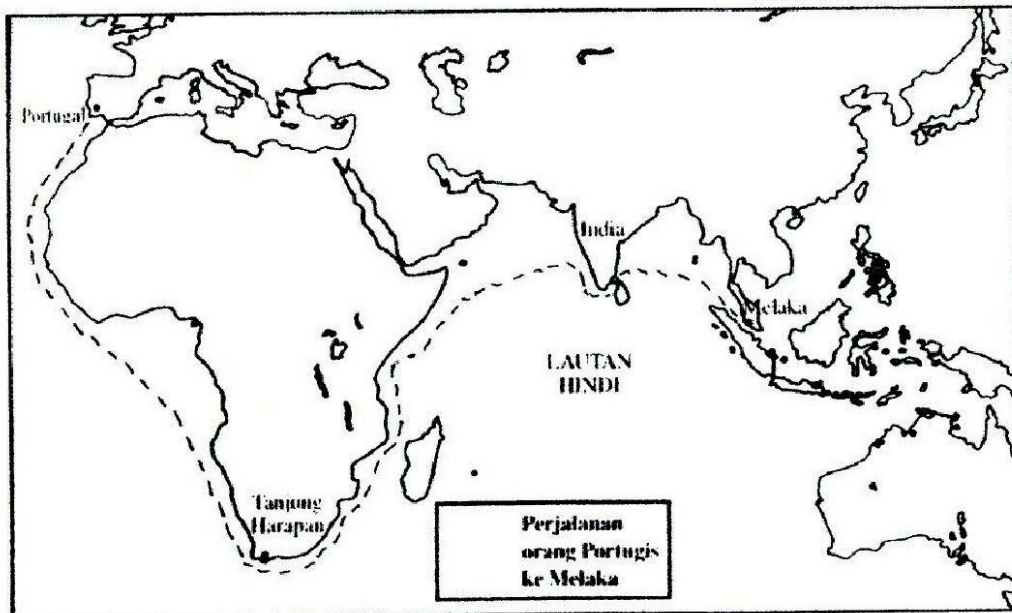 Portugal
India
Melaka
LAUTAN
HINDI
Tanjung
Harapan
Perjalanan
orang Portugis
ke Melaka